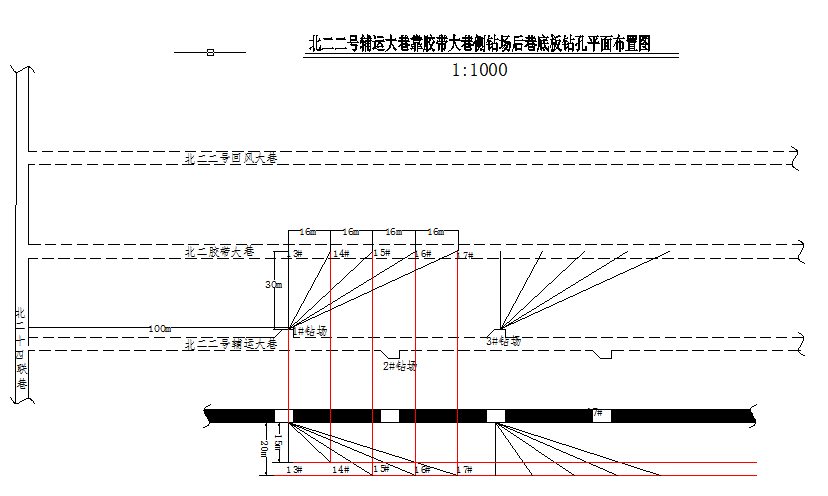 北二二号辅运大巷靠胶带大巷侧钻场后巷底板钻孔平面布置图
1:1000
北二二号回风大巷
16m 16m 16m 16m
北二胶带大巷 13# 14# 15# 16# 17#
30m
北二十四联巷
100m 1#钻场
北二二号辅运大巷 3#钻场
2#钻场
17#
15m
20m
13# 14# 15# 16# 17#